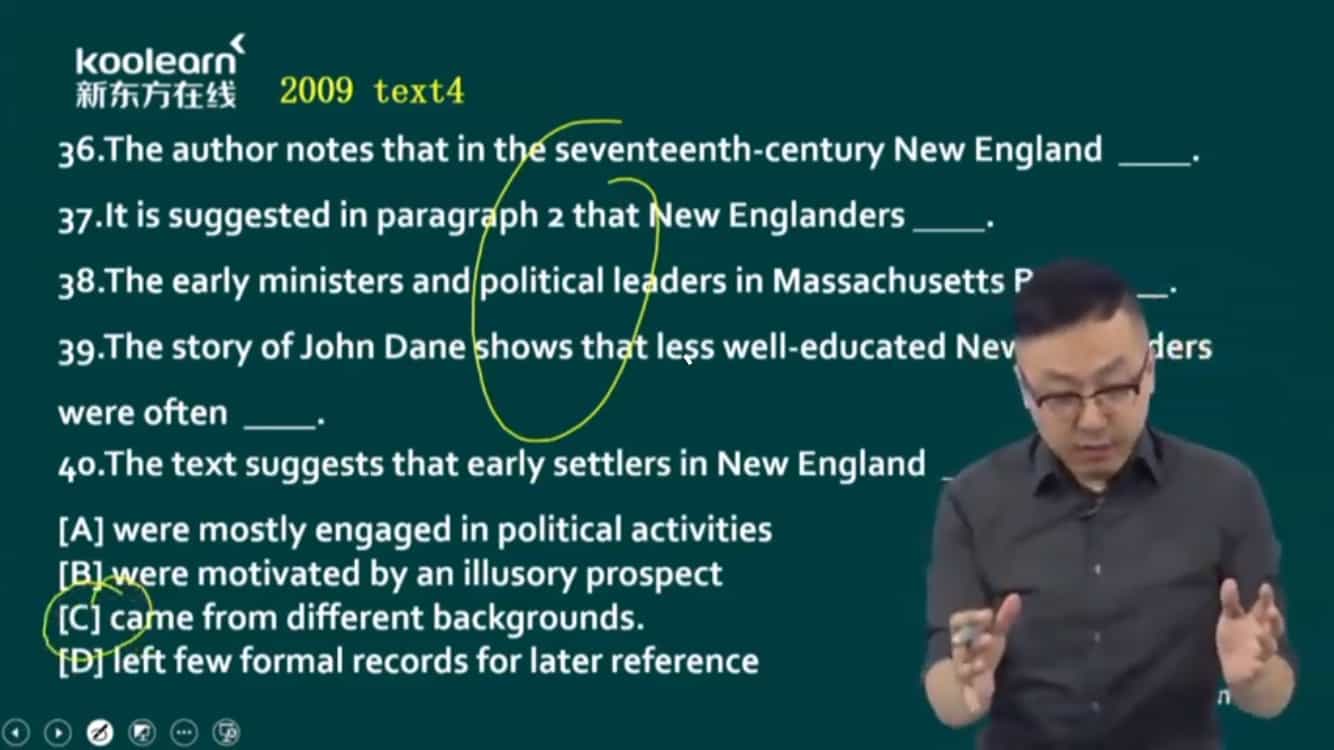 koolearn
新东方在线
2009 text4
36.The author notes that in the seventeenth-century New England ____.
37.It is suggested in paragraph 2 that New Englanders ____.
38.The early ministers and political leaders in Massachusetts __.
39.The story of John Dane shows that less well-educated
were often ____.
40.The text suggests that early settlers in New England _
[A] were mostly engaged in political activities
[B] were motivated by an illusory prospect
[C] came from different backgrounds.
[D] left few formal records for later reference